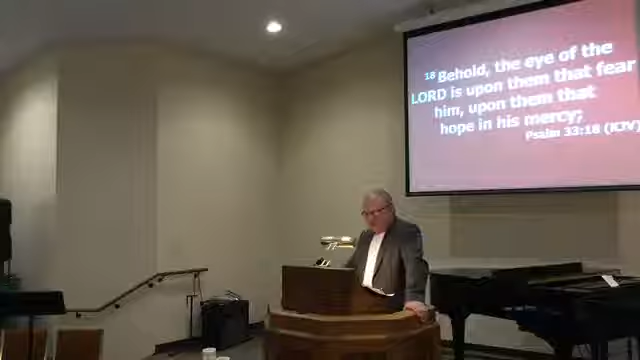 18 Behold, the eye of the
LORD is upon them that fear
him, upon them that
hope in his mercy;
Psalm 33:18 (KJV)